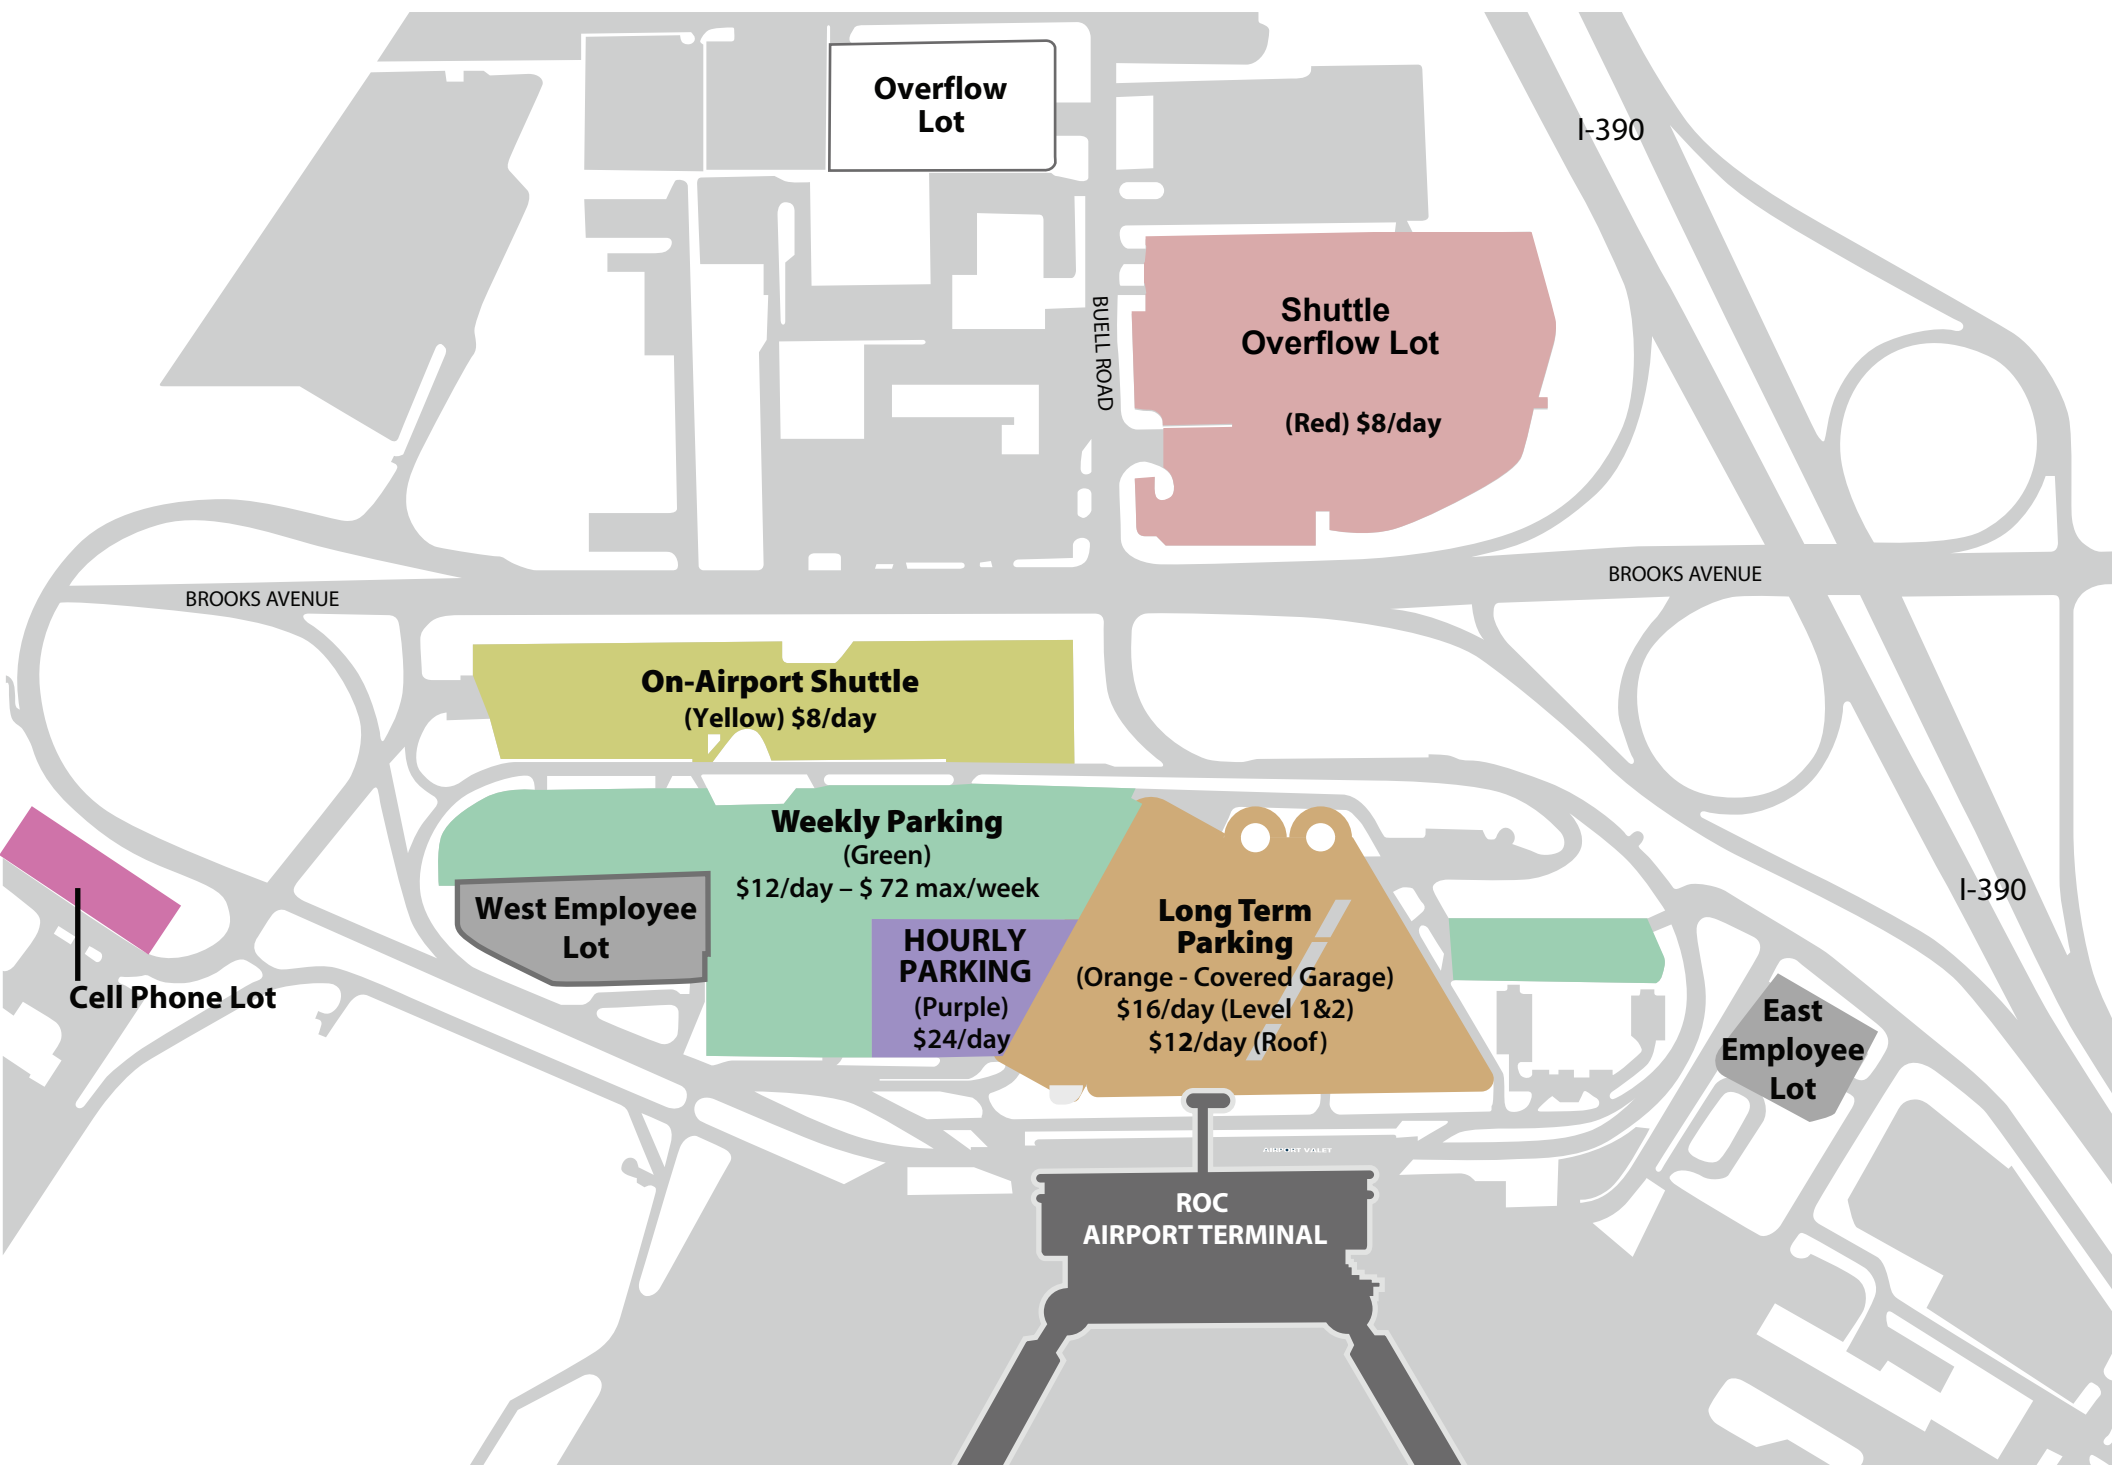 Overflow
Lot
I-390
BUELL ROAD
Shuttle
Overflow Lot
(Red) $8/day
BROOKS AVENUE
BROOKS AVENUE
On-Airport Shuttle
(Yellow) $8/day
Weekly Parking
(Green)
$12/day – $ 72 max/week
West Employee
Lot
HOURLY
PARKING
(Purple)
$24/day
Long Term
Parking
(Orange - Covered Garage)
$16/day (Level 1&2)
$12/day (Roof)
I-390
Cell Phone Lot
East
Employee
Lot
AIRPORT VALET
ROC
AIRPORT TERMINAL